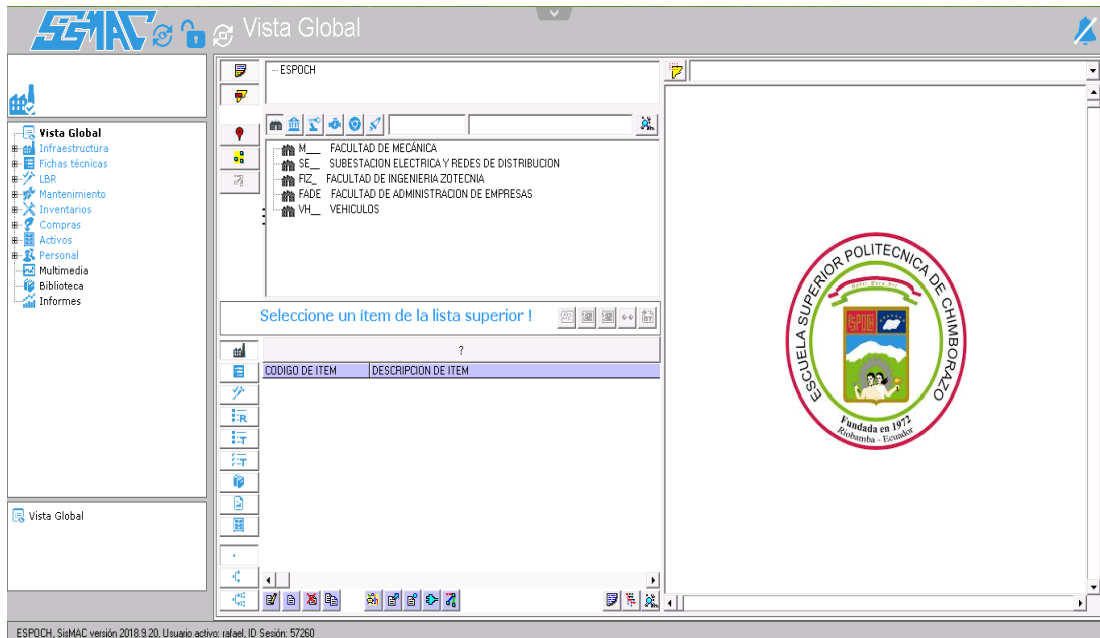 SisMAC
Vista Global
Vista Global
Infraestructura
Fichas técnicas
LBR
Mantenimiento
Inventarios
Compras
Activos
Personal
Multimedia
Biblioteca
Informes
Vista Global
ESPOCH
M___ FACULTAD DE MECÁNICA
SE__ SUBESTACION ELECTRICA Y REDES DE DISTRIBUCION
FIZ_ FACULTAD DE INGENIERIA ZOTECNIA
FADE FACULTAD DE ADMINISTRACION DE EMPRESAS
VH__ VEHICULOS
Seleccione un ítem de la lista superior !
?
CODIGO DE ITEM DESCRIPCION DE ITEM
ESCUELA SUPERIOR POLITECNICA DE CHIMBORAZO
ESPOCH
Fundada en 1972
Riobamba - Ecuador
ESPOCH, SisMAC versión 2018.9.20, Usuario activo: rafael, ID Sesión: 57260